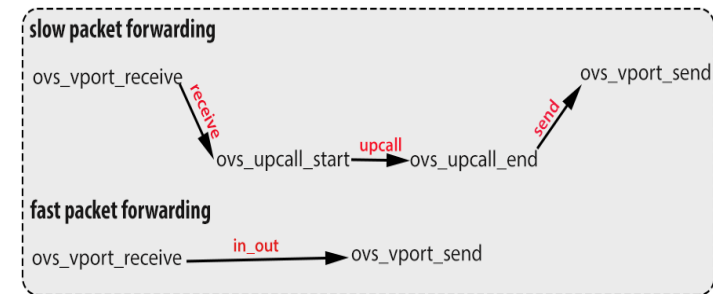 slow packet forwarding
ovs_vport_receive
receive
ovs_upcall_start
upcall
ovs_upcall_end
send
ovs_vport_send
fast packet forwarding
ovs_vport_receive
in_out
ovs_vport_send